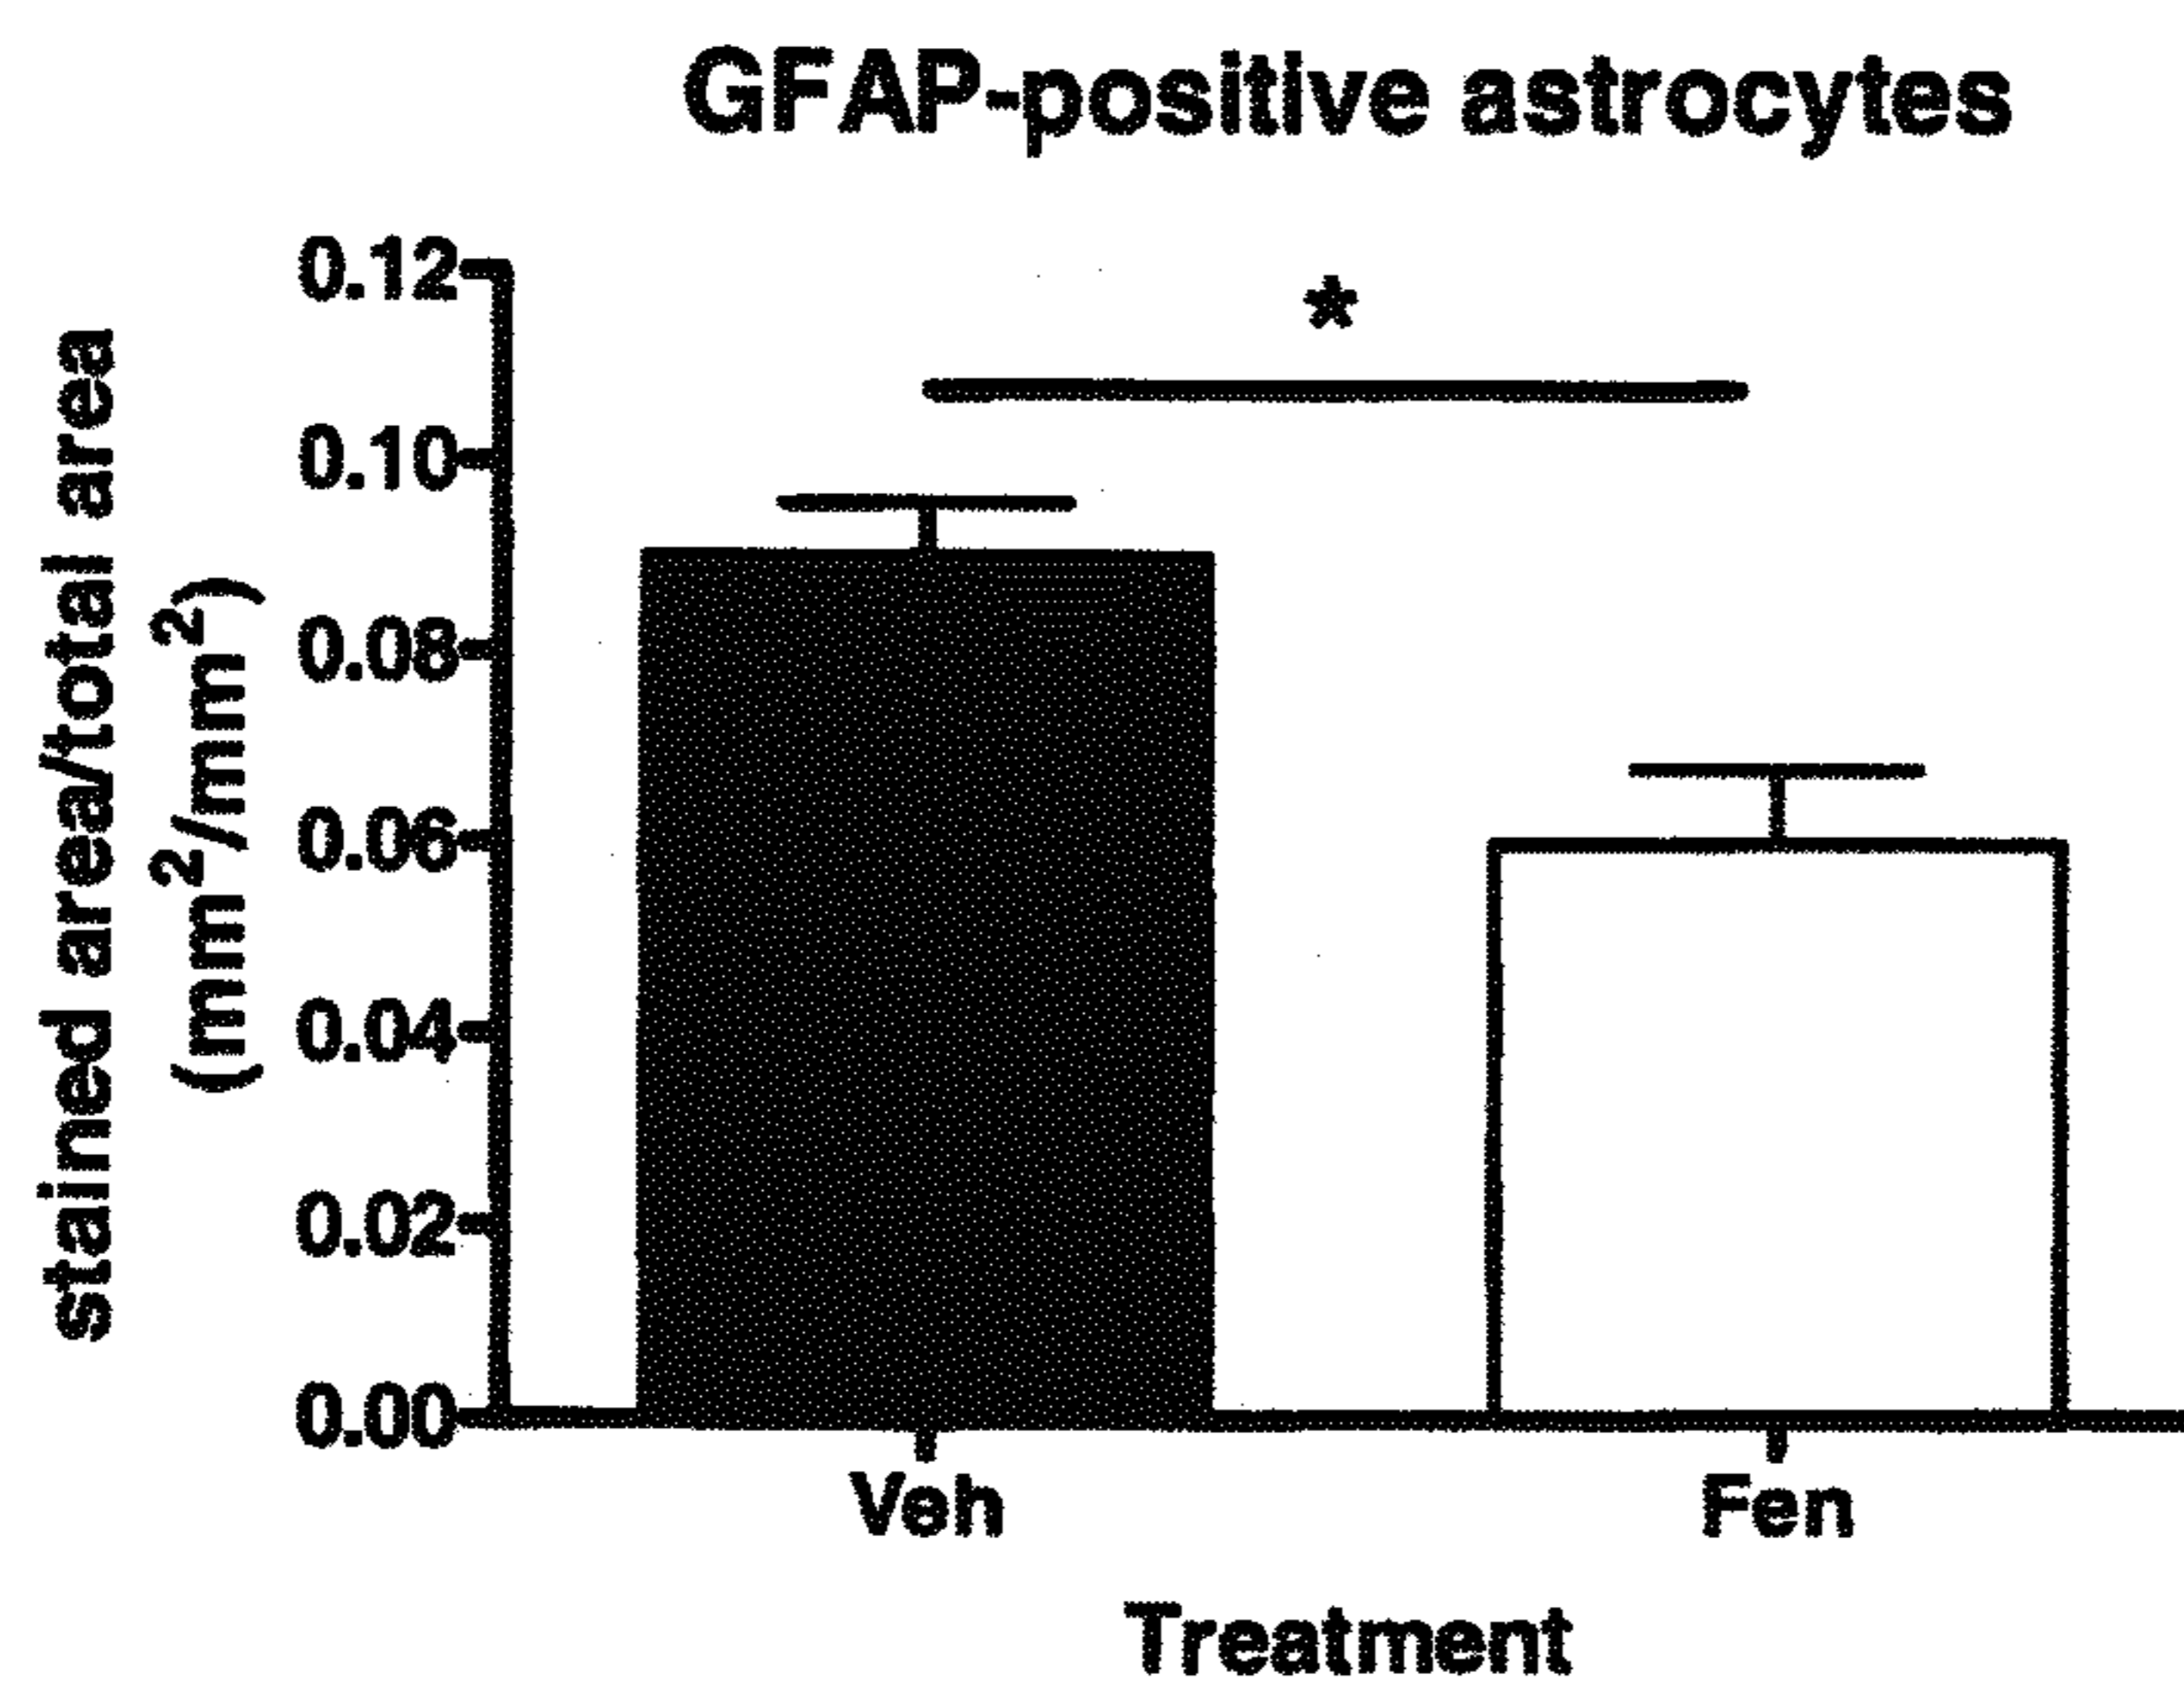 GFAP-positive astrocytes
*
stained area/total area
(mm²/mm²)
0.12
0.10
0.08
0.06
0.04
0.02
0.00
Veh
Fen
Treatment